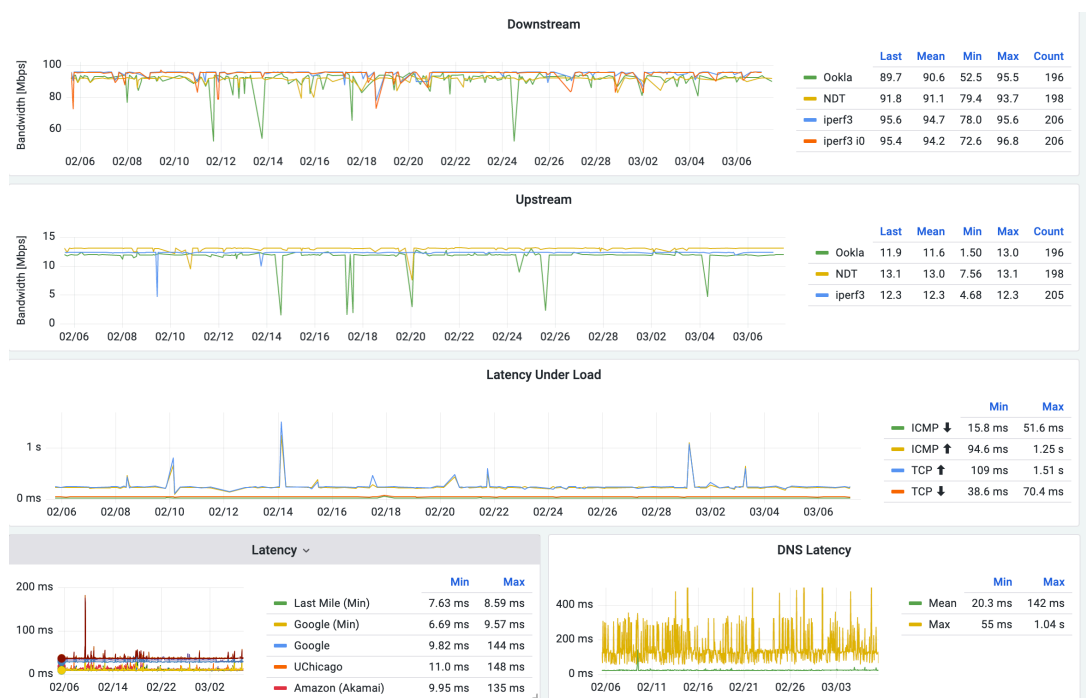 Downstream
Bandwidth [Mbps]
100
80
60
02/06 02/08 02/10 02/12 02/14 02/16 02/18 02/20 02/22 02/24 02/26 02/28 03/02 03/04 03/06
Last Mean Min Max Count
Ookla 89.7 90.6 52.5 95.5 196
NDT 91.8 91.1 79.4 93.7 198
iperf3 95.6 94.7 78.0 95.6 206
iperf3 i0 95.4 94.2 72.6 96.8 206
Upstream
Bandwidth [Mbps]
15
10
5
0
02/06 02/08 02/10 02/12 02/14 02/16 02/18 02/20 02/22 02/24 02/26 02/28 03/02 03/04 03/06
Last Mean Min Max Count
Ookla 11.9 11.6 1.50 13.0 196
NDT 13.1 13.0 7.56 13.1 198
iperf3 12.3 12.3 4.68 12.3 205
Latency Under Load
1 s
0 ms
02/06 02/08 02/10 02/12 02/14 02/16 02/18 02/20 02/22 02/24 02/26 02/28 03/02 03/04 03/06
Min Max
ICMP ⬇ 15.8 ms 51.6 ms
ICMP ⬆ 94.6 ms 1.25 s
TCP ⬆ 109 ms 1.51 s
TCP ⬇ 38.6 ms 70.4 ms
Latency
200 ms
100 ms
0 ms
02/06 02/14 02/22 03/02
Min Max
Last Mile (Min) 7.63 ms 8.59 ms
Google (Min) 6.69 ms 9.57 ms
Google 9.82 ms 144 ms
UChicago 11.0 ms 148 ms
Amazon (Akamai) 9.95 ms 135 ms
DNS Latency
400 ms
200 ms
0 ms
02/06 02/11 02/16 02/21 02/26 03/03
Min Max
Mean 20.3 ms 142 ms
Max 55 ms 1.04 s